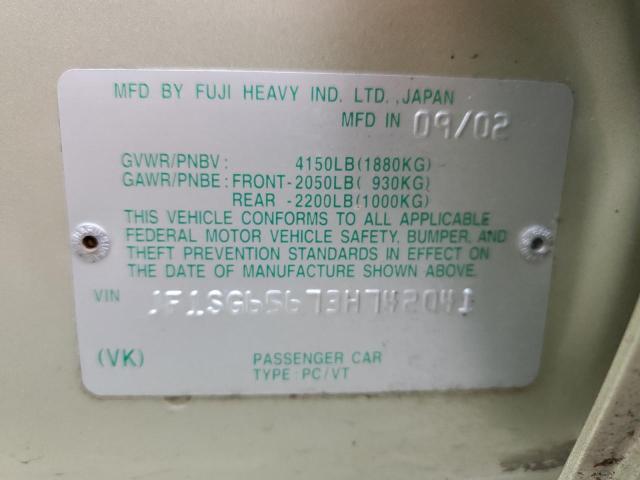 MFD BY FUJI HEAVY IND. LTD., JAPAN
MFD IN 09/02
GVWR/PNBV: 4150LB(1880KG)
GAWR/PNBE: FRONT-2050LB( 930KG)
REAR -2200LB(1000KG)
THIS VEHICLE CONFORMS TO ALL APPLICABLE
FEDERAL MOTOR VEHICLE SAFETY, BUMPER, AND
THEFT PREVENTION STANDARDS IN EFFECT ON
THE DATE OF MANUFACTURE SHOWN ABOVE.
VIN
(VK) PASSENGER CAR
TYPE:PC/VT